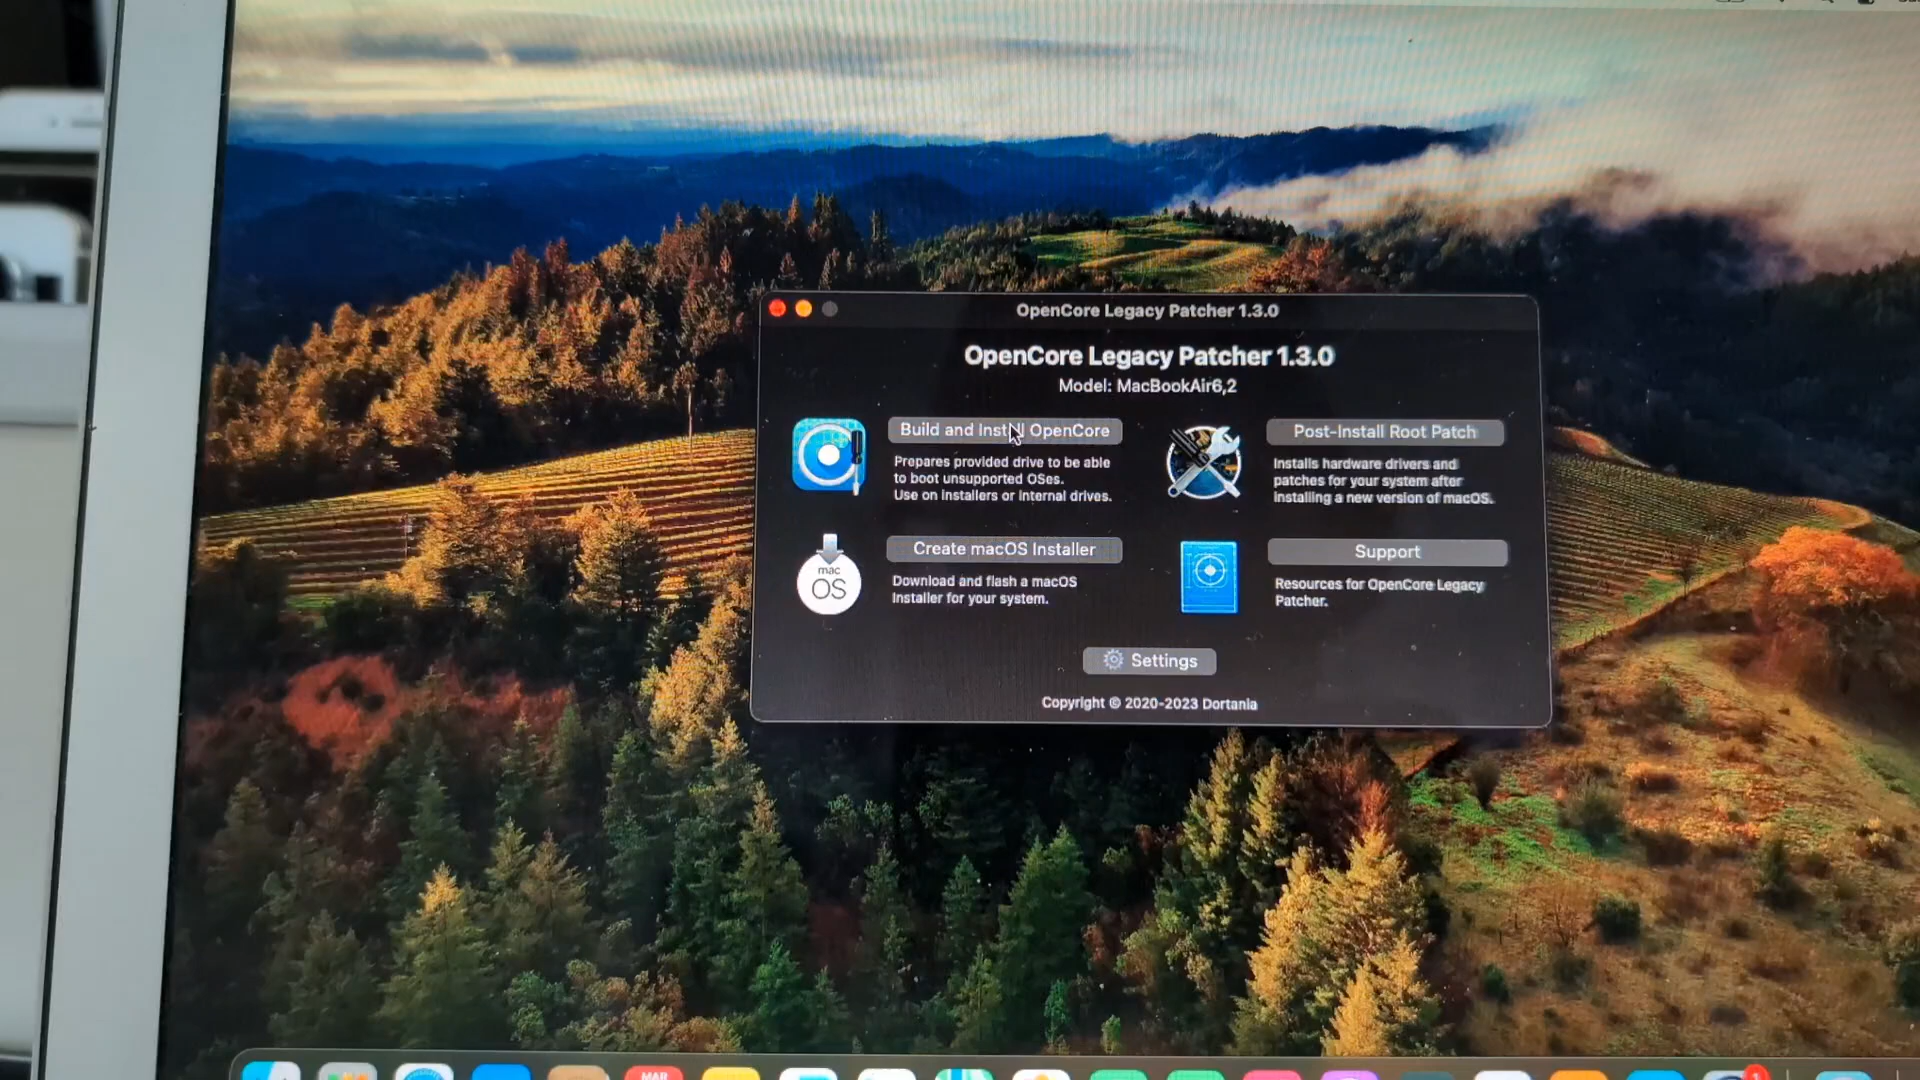 OpenCore Legacy Patcher 1.3.0
OpenCore Legacy Patcher 1.3.0
Model: MacBookAir6,2
Build and Install OpenCore
Prepares provided drive to be able
to boot unsupported OSes.
Use on Installers or internal drives.
Post-Install Root Patch
Installs hardware drivers and
patches for your system after
installing a new version of macOS.
mac
OS
Create macOS Installer
Download and flash a macOS
Installer for your system.
Support
Resources for OpenCore Legacy
Patcher.
Settings
Copyright © 2020-2023 Dortania
MAR
1